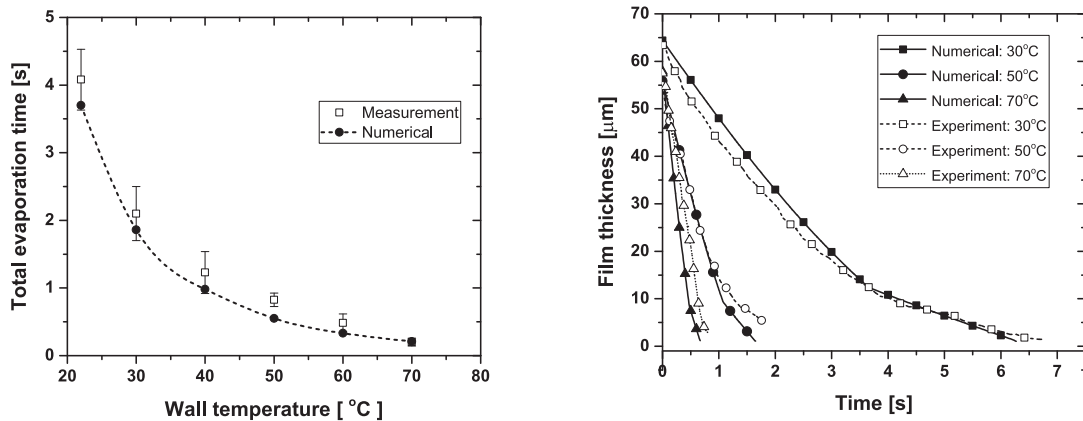 Total evaporation time [s]
5
4
3
2
1
0
Measurement
Numerical
20 30 40 50 60 70 80
Wall temperature [ °C ]
Film thickness [μm]
70
60
50
40
30
20
10
0
Numerical: 30°C
Numerical: 50°C
Numerical: 70°C
Experiment: 30°C
Experiment: 50°C
Experiment: 70°C
0 1 2 3 4 5 6 7
Time [s]